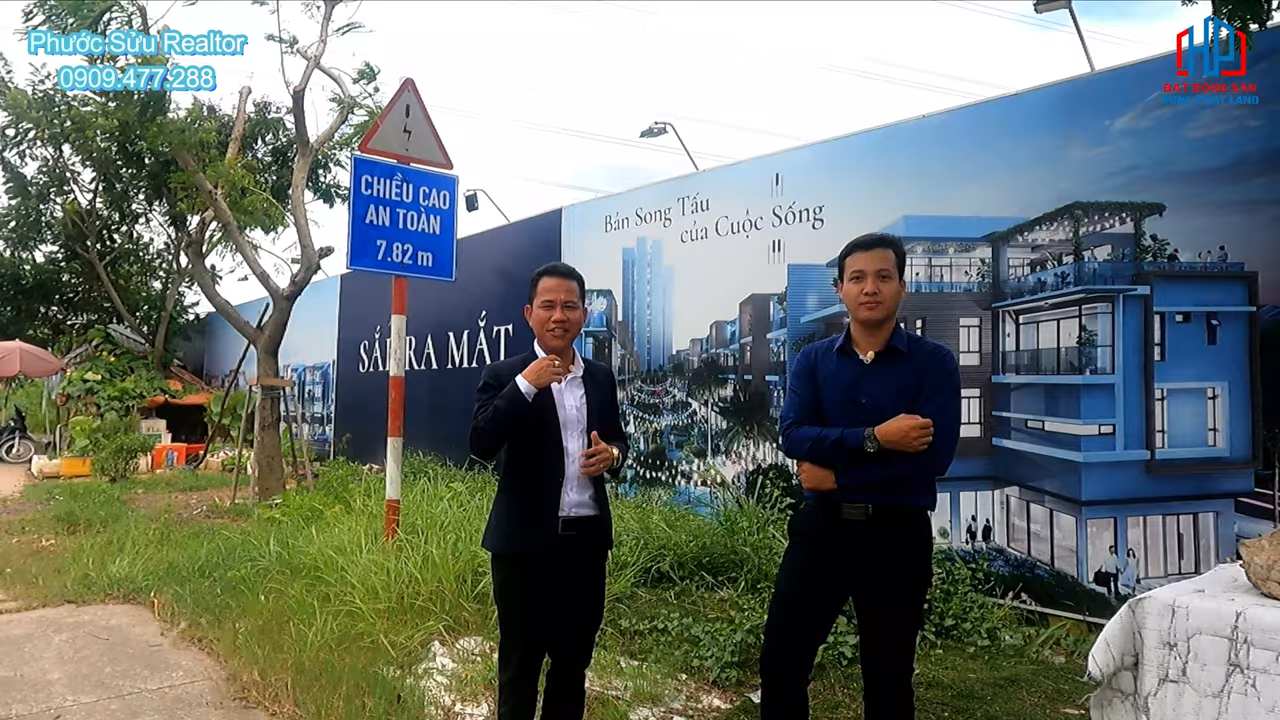 Phước Sửu Realtor
0909.477.288
BẤT ĐỘNG SẢN
LAND
CHIỀU CAO
AN TOÀN
7.82 m
Bản Song Tấu
của Cuộc Sống
SẮP RA MẮT